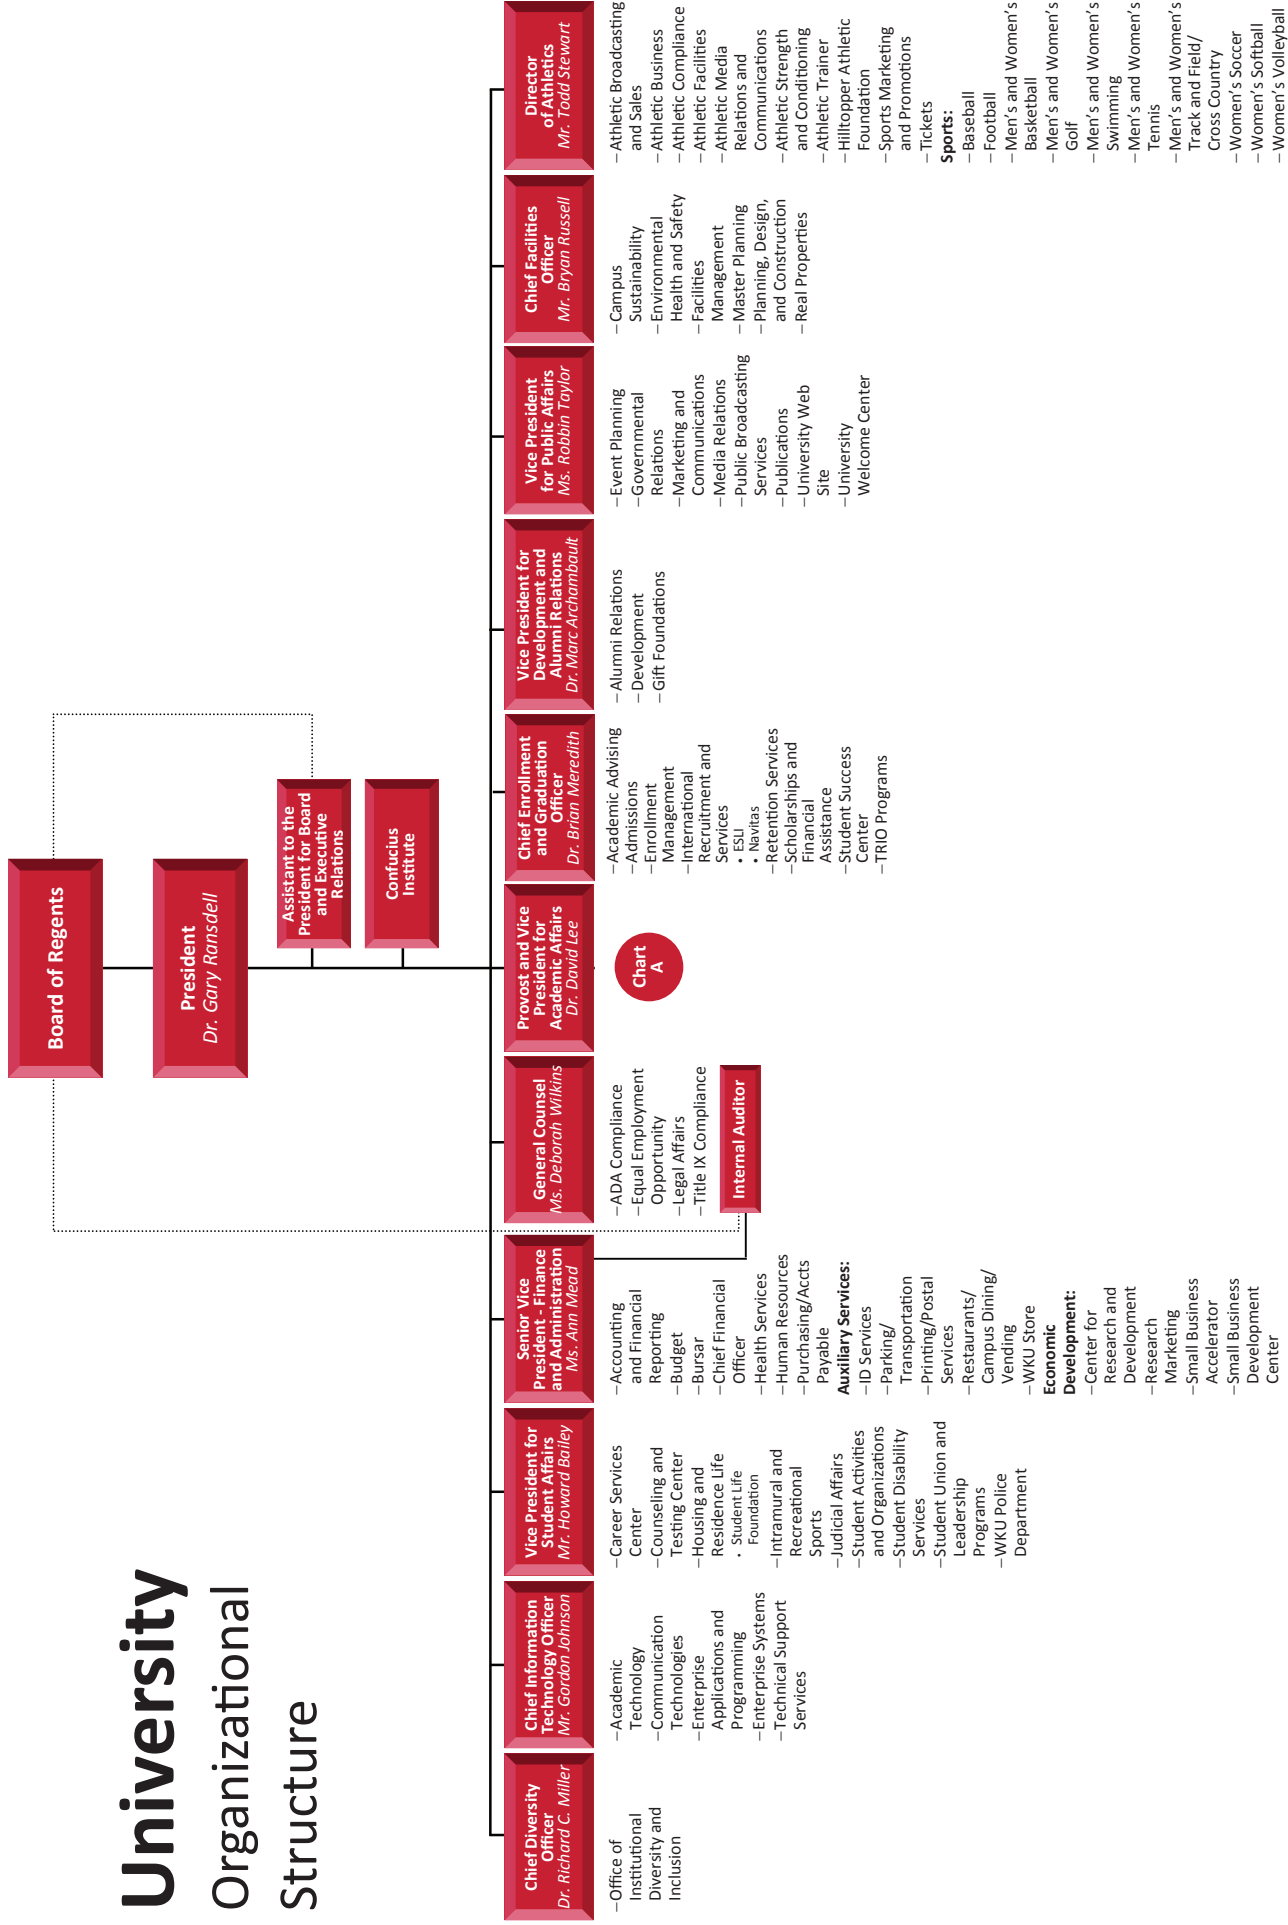 University
Organizational
Structure
Board of Regents
President
Dr. Gary Ransdell
Assistant to the
President for Board
and Executive
Relations
Confucius
Institute
Chief Diversity
Officer
Dr. Richard C. Miller
–Office of
Institutional
Diversity and
Inclusion
Chief Information
Technology Officer
Mr. Gordon Johnson
–Academic
Technology
–Communication
Technologies
–Enterprise
Applications and
Programming
–Enterprise Systems
–Technical Support
Services
Vice President for
Student Affairs
Mr. Howard Bailey
–Career Services
Center
–Counseling and
Testing Center
–Housing and
Residence Life
• Student Life
Foundation
–Intramural and
Recreational
Sports
–Judicial Affairs
–Student Activities
and Organizations
–Student Disability
Services
–Student Union and
Leadership
Programs
–WKU Police
Department
Senior Vice
President - Finance
and Administration
Ms. Ann Mead
–Accounting
and Financial
Reporting
–Budget
–Bursar
–Chief Financial
Officer
–Health Services
–Human Resources
–Purchasing/Accts
Payable
Auxiliary Services:
–ID Services
–Parking/
Transportation
–Printing/Postal
Services
–Restaurants/
Campus Dining/
Vending
–WKU Store
Economic
Development:
–Center for
Research and
Development
–Research
Marketing
–Small Business
Accelerator
–Small Business
Development
Center
General Counsel
Ms. Deborah Wilkins
–ADA Compliance
–Equal Employment
Opportunity
–Legal Affairs
–Title IX Compliance
Internal Auditor
Provost and Vice
President for
Academic Affairs
Dr. David Lee
Chart
A
Chief Enrollment
and Graduation
Officer
Dr. Brian Meredith
–Academic Advising
–Admissions
–Enrollment
Management
–International
Recruitment and
Services
• ESLI
• Navitas
–Retention Services
–Scholarships and
Financial
Assistance
–Student Success
Center
–TRIO Programs
Vice President for
Development and
Alumni Relations
Dr. Marc Archambault
–Alumni Relations
–Development
–Gift Foundations
Vice President
for Public Affairs
Ms. Robbin Taylor
–Event Planning
–Governmental
Relations
–Marketing and
Communications
–Media Relations
–Public Broadcasting
Services
–Publications
–University Web
Site
–University
Welcome Center
Chief Facilities
Officer
Mr. Bryan Russell
–Campus
Sustainability
–Environmental
Health and Safety
–Facilities
Management
–Master Planning
–Planning, Design,
and Construction
–Real Properties
Director
of Athletics
Mr. Todd Stewart
–Athletic Broadcasting
and Sales
–Athletic Business
–Athletic Compliance
–Athletic Facilities
–Athletic Media
Relations and
Communications
–Athletic Strength
and Conditioning
–Athletic Trainer
–Hilltopper Athletic
Foundation
–Sports Marketing
and Promotions
–Tickets
Sports:
–Baseball
–Football
–Men's and Women's
Basketball
–Men's and Women's
Golf
–Men's and Women's
Swimming
–Men's and Women's
Tennis
–Men's and Women's
Track and Field/
Cross Country
–Women's Soccer
–Women's Softball
–Women's Volleyball